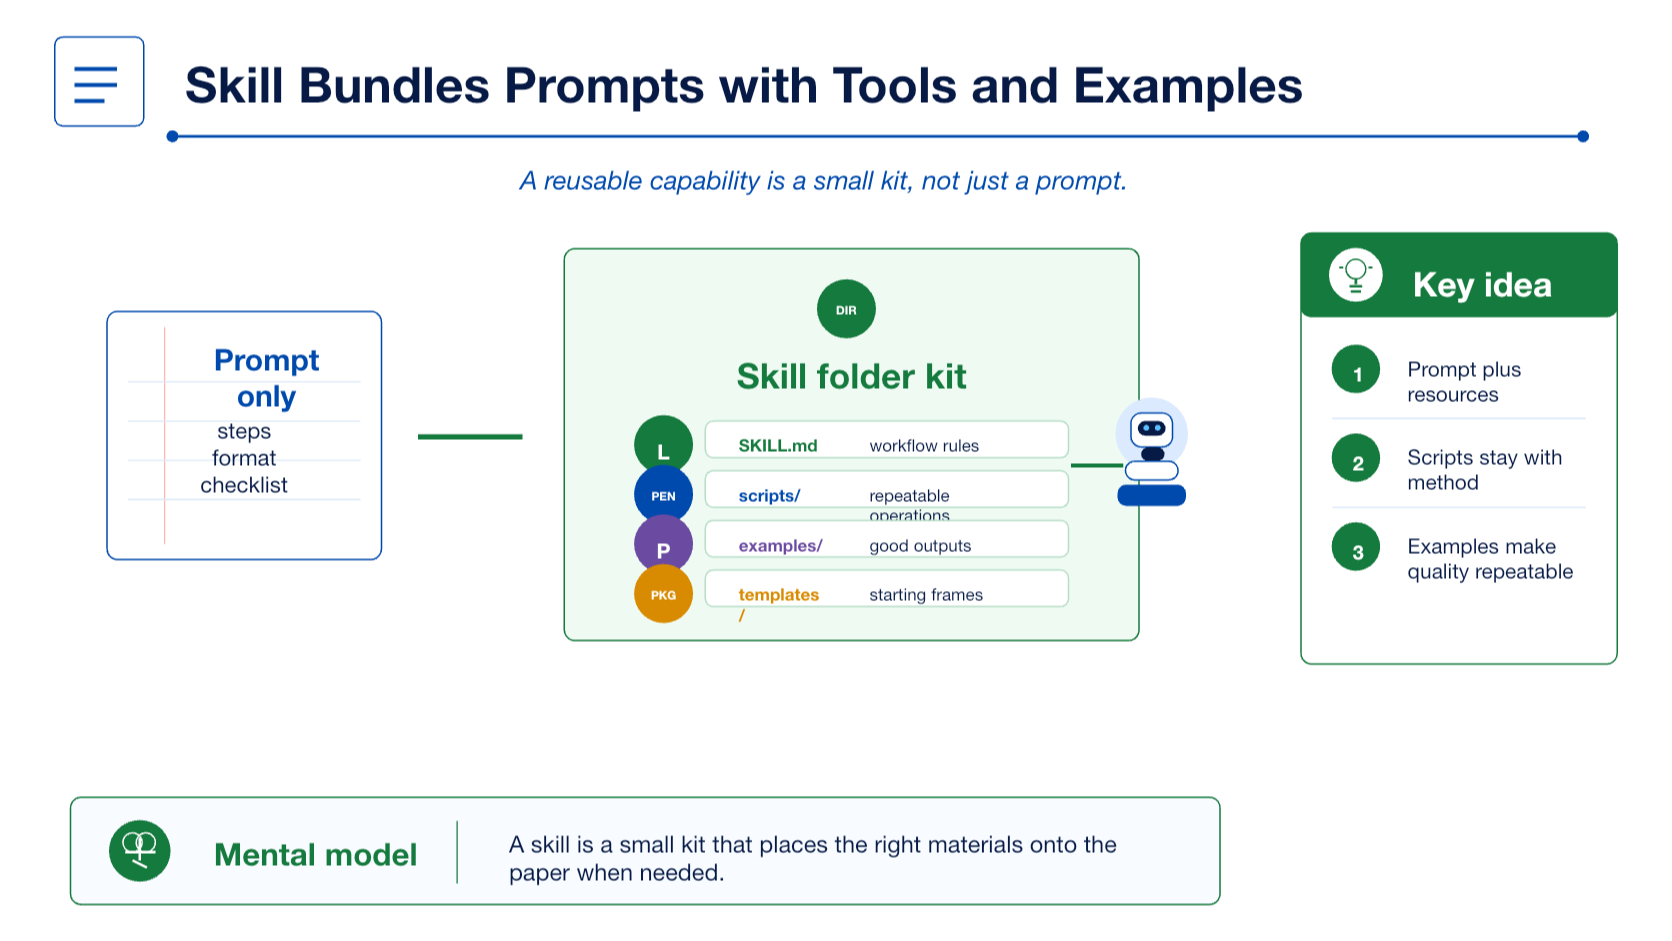 Skill Bundles Prompts with Tools and Examples
A reusable capability is a small kit, not just a prompt.
Prompt
only
steps
format
checklist
DIR
Skill folder kit
L
SKILL.md workflow rules
PEN
scripts/ repeatable
operations
P
examples/ good outputs
PKG
templates starting frames
/
Key idea
1 Prompt plus
resources
2 Scripts stay with
method
3 Examples make
quality repeatable
Mental model
A skill is a small kit that places the right materials onto the
paper when needed.